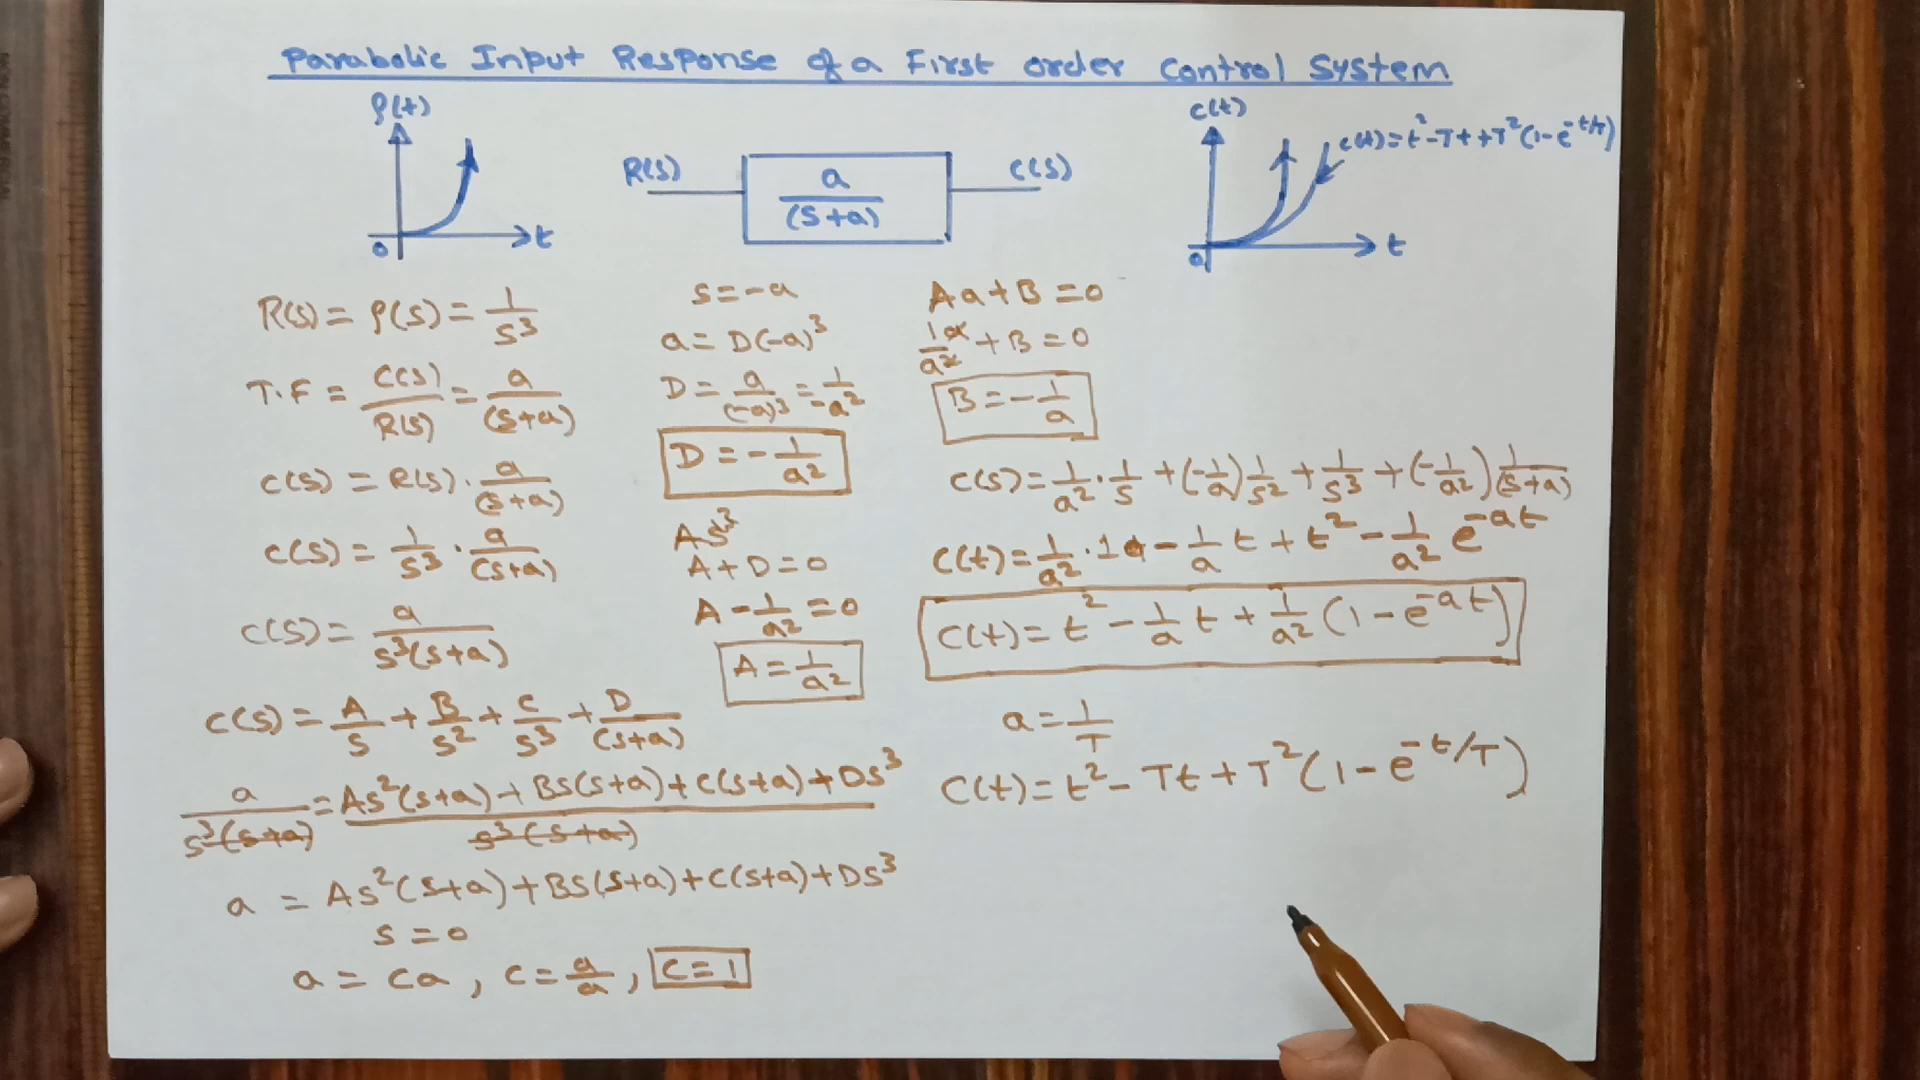 Parabolic Input Response of a First order control System
ρ(t)
0
t
R(s)
a
(s+a)
C(s)
c(t)
c(t)=t²-Tt+T²(1-e^-t/T)
0
t
R(s) = ρ(s) = 1/s³
T.F = C(s)/R(s) = a/(s+a)
C(s) = R(s) . a/(s+a)
C(s) = 1/s³ . a/(s+a)
C(s) = a/s³(s+a)
C(s) = A/s + B/s² + C/s³ + D/(s+a)
a/s³(s+a) = As²(s+a)+Bs(s+a)+C(s+a)+Ds³/s³(s+a)
a = As²(s+a)+Bs(s+a)+C(s+a)+Ds³
s = 0
a = Ca , C = a/a , C = 1
s = -a
a = D(-a)³
D = a/(-a)³ = 1/-a²
D = - 1/a²
As³
A+D=0
A - 1/a² = 0
A = 1/a²
Aa+B =0
1a/a² + B = 0
B = - 1/a
C(s) = 1/a² . 1/s + (-1/a) 1/s² + 1/s³ + (-1/a²) 1/(s+a)
C(t) = 1/a² . 1 - 1/a t + t² - 1/a² e^-at
C(t) = t² - 1/a t + 1/a² (1 - e^-at)
a = 1/T
C(t) = t² - Tt + T² (1 - e^-t/T)